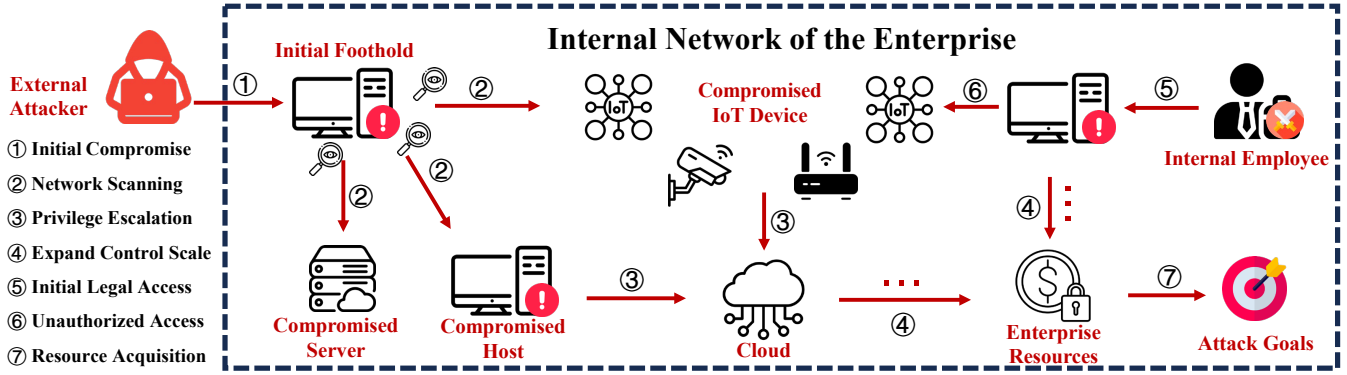 Internal Network of the Enterprise
External
Attacker
① Initial Compromise
② Network Scanning
③ Privilege Escalation
④ Expand Control Scale
⑤ Initial Legal Access
⑥ Unauthorized Access
⑦ Resource Acquisition
①
Initial Foothold
②
②
②
IoT
Compromised
IoT Device
IoT
⑥
⑤
Internal Employee
③
④
Compromised
Server
Compromised
Host
③
Cloud
④
Enterprise
Resources
⑦
Attack Goals